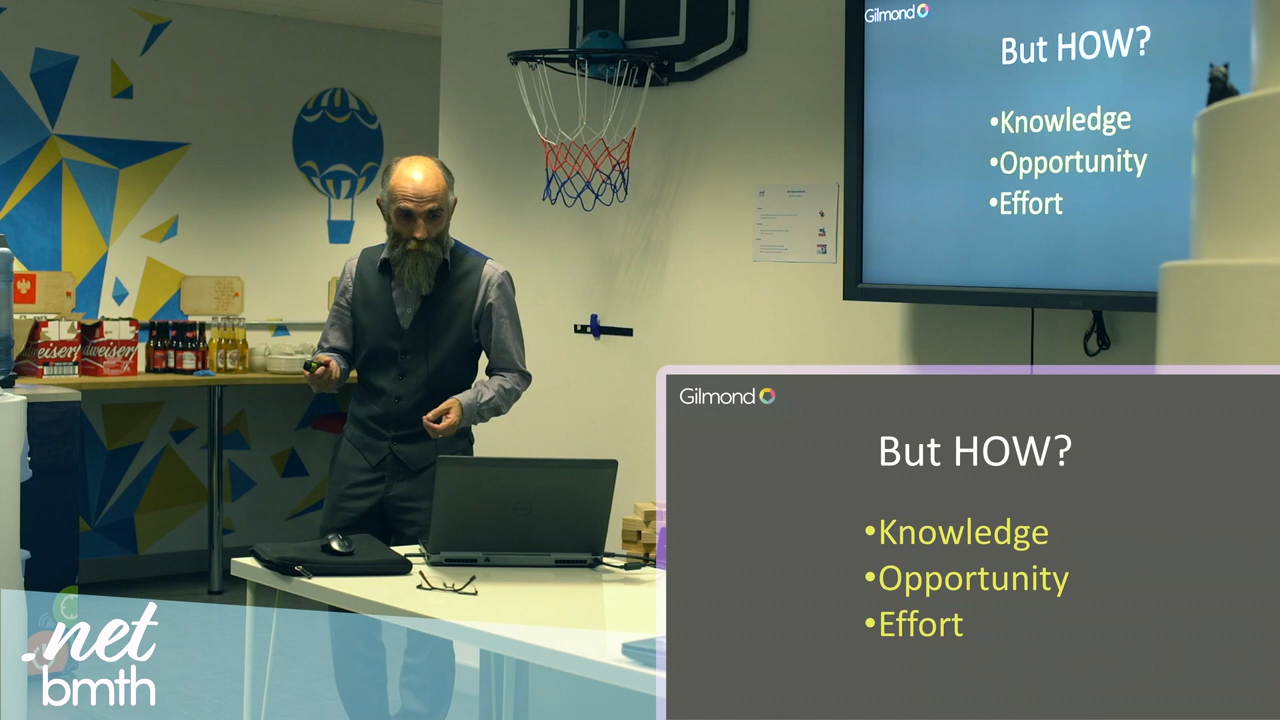 Gilmond
But HOW?
•Knowledge
•Opportunity
•Effort
Gilmond
But HOW?
•Knowledge
•Opportunity
•Effort
.net
bmth